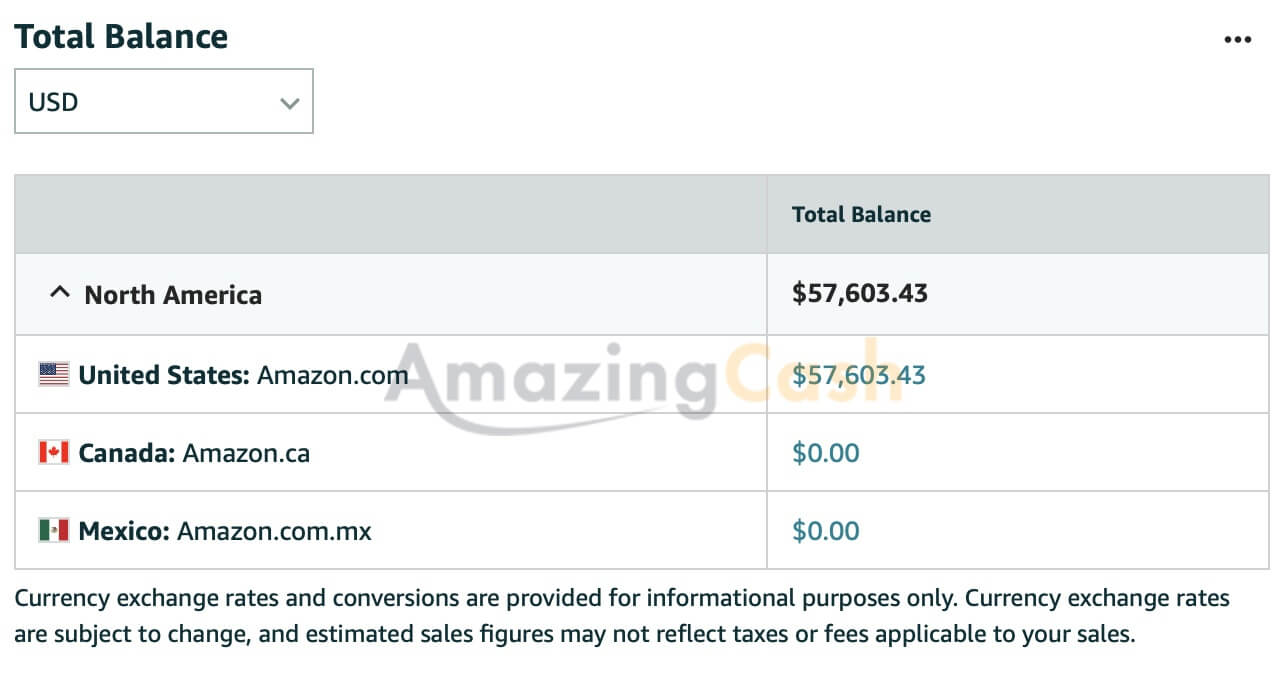 Total Balance
USD
Total Balance
North America
$57,603.43
United States: Amazon.com
$57,603.43
AmazingCash
Canada: Amazon.ca
$0.00
Mexico: Amazon.com.mx
$0.00
Currency exchange rates and conversions are provided for informational purposes only. Currency exchange rates
are subject to change, and estimated sales figures may not reflect taxes or fees applicable to your sales.